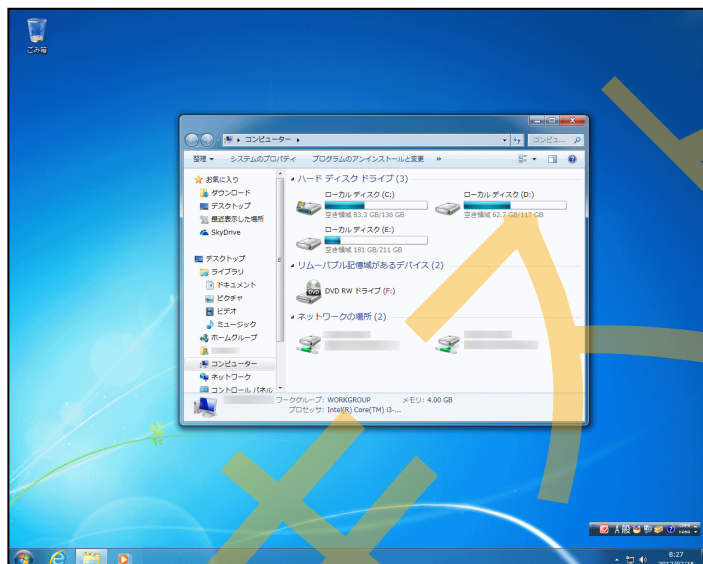 ごみ箱
コンピューター
コンピュ...
整理
システムのプロパティ
プログラムのアンインストールと変更
»
お気に入り
ダウンロード
デスクトップ
最近表示した場所
SkyDrive
デスクトップ
ライブラリ
ドキュメント
ピクチャ
ビデオ
ミュージック
ホームグループ
コンピューター
ネットワーク
コントロール パネル
ハード ディスク ドライブ (3)
ローカル ディスク (C:)
空き領域 83.3 GB/136 GB
ローカル ディスク (D:)
空き領域 62.7 GB/117 GB
ローカル ディスク (E:)
空き領域 181 GB/211 GB
リムーバブル記憶域があるデバイス (2)
DVD RW ドライブ (F:)
ネットワークの場所 (2)
ワークグループ: WORKGROUP
メモリ: 4.00 GB
プロセッサ: Intel(R) Core(TM) i3-...
A 般
CAPS
KANA
8:27